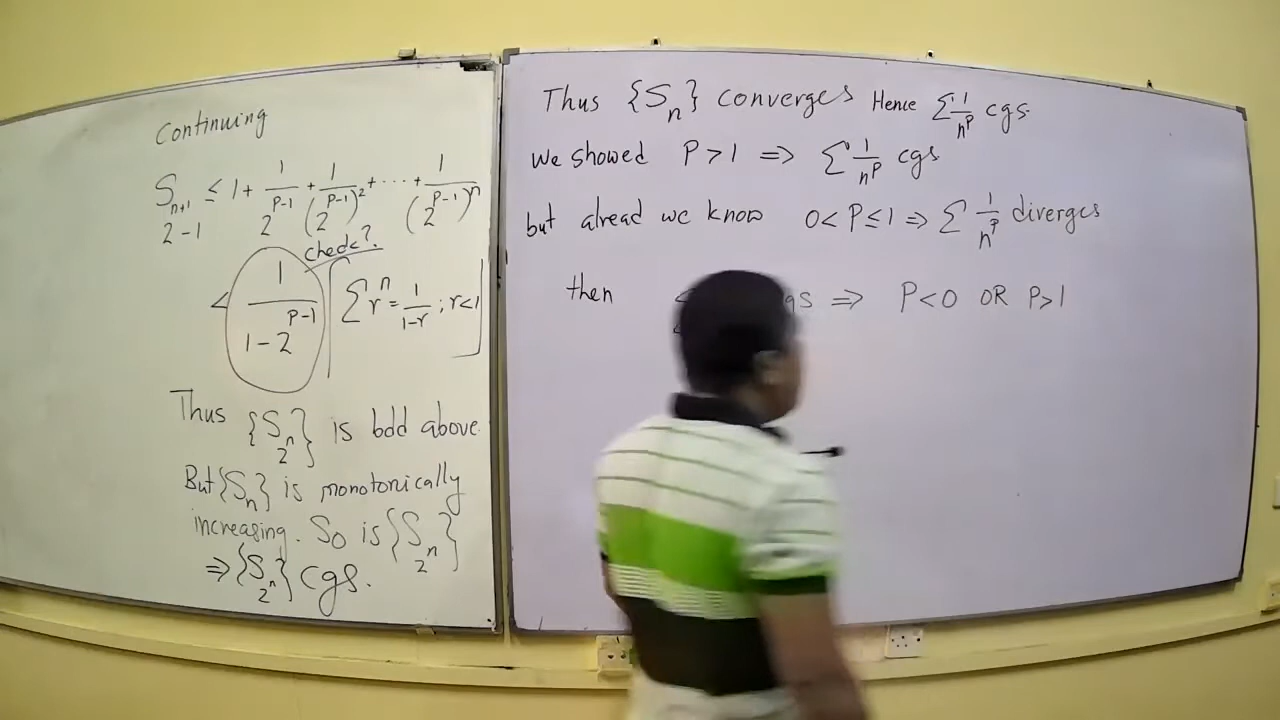 Continuing
S_{2^{n+1}-1} ≤ 1 + 1/2^{P-1} + 1/(2^{P-1})^2 + ... + 1/(2^{P-1})^n
check?
< 1/(1-2^{P-1}) [∑ r^n = 1/(1-r) ; r<1]
Thus {S_{2^n}} is bdd above
But {S_n} is monotonically
increasing. So is {S_{2^n}}
⇒ {S_{2^n}} cgs.
Thus {S_n} converges Hence ∑ 1/n^P cgs.
We showed P>1 ⇒ ∑ 1/n^P cgs
but alread we know 0<P≤1 ⇒ ∑ 1/n^P diverges
then gs ⇒ P<0 OR P>1